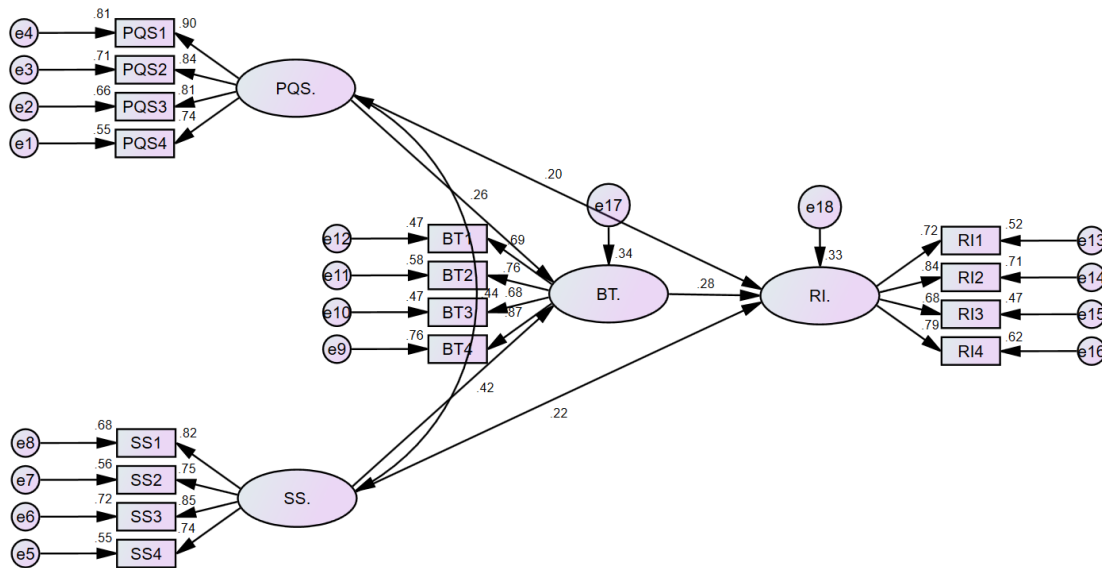 .81
.90
e4
PQS1
.71
.84
e3
PQS2
.66
.81
e2
PQS3
.55
.74
e1
PQS4
PQS.
.20
.26
e17
e18
.47
.69
e12
BT1
.58
.76
e11
BT2
.47
.44
.68
e10
BT3
.76
.87
e9
BT4
.34
BT.
.28
.33
RI.
.72
RI1
.52
e13
.84
RI2
.71
e14
.68
RI3
.47
e15
.79
RI4
.62
e16
.42
.22
.68
.82
e8
SS1
.56
.75
e7
SS2
.72
.85
e6
SS3
.55
.74
e5
SS4
SS.